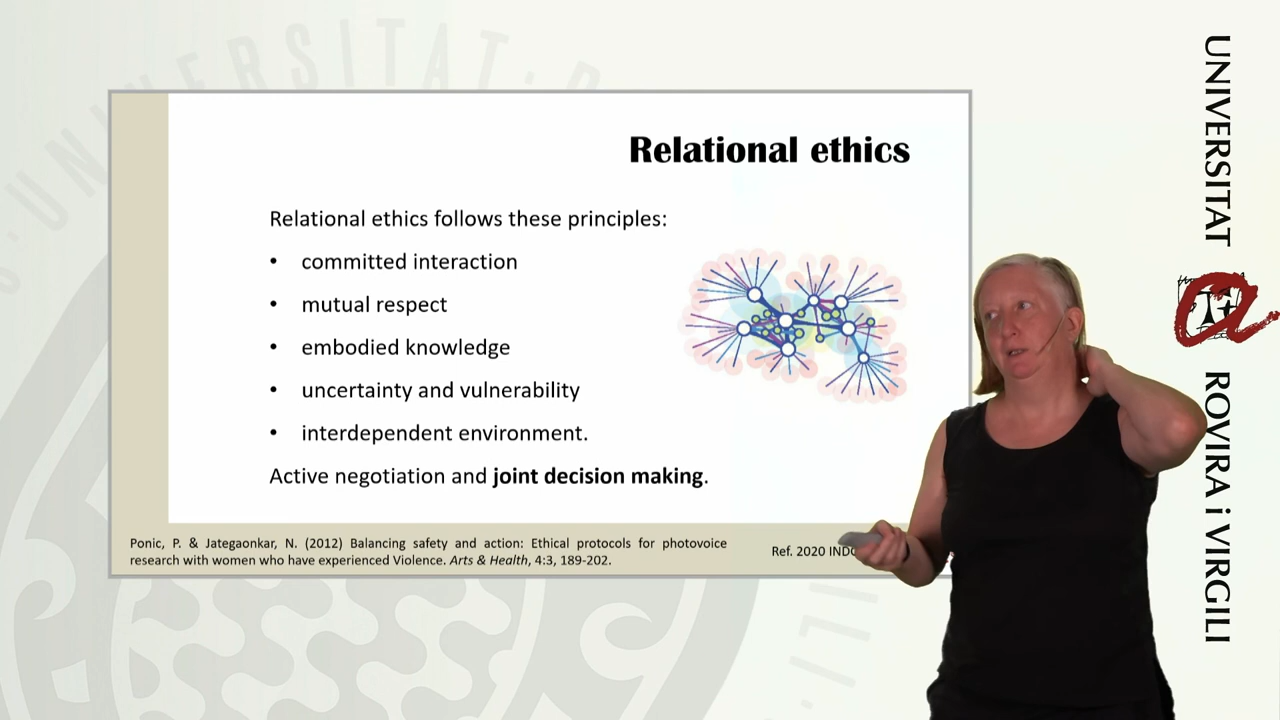 Relational ethics
Relational ethics follows these principles:
• committed interaction
• mutual respect
• embodied knowledge
• uncertainty and vulnerability
• interdependent environment.
Active negotiation and joint decision making.
Ponic, P. & Jategaonkar, N. (2012) Balancing safety and action: Ethical protocols for photovoice
research with women who have experienced Violence. Arts & Health, 4:3, 189-202.
Ref. 2020 INDO
UNIVERSITAT
ROVIRA i VIRGILI